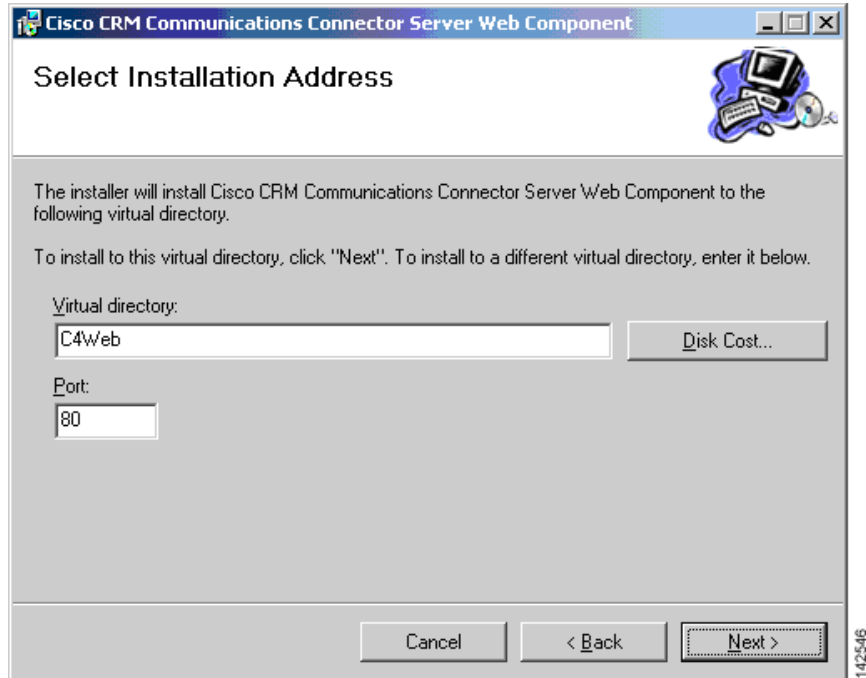 Cisco CRM Communications Connector Server Web Component
Select Installation Address
The installer will install Cisco CRM Communications Connector Server Web Component to the
following virtual directory.
To install to this virtual directory, click "Next". To install to a different virtual directory, enter it below.
Virtual directory:
C4Web
Disk Cost...
Port:
80
Cancel
< Back
Next >
142546